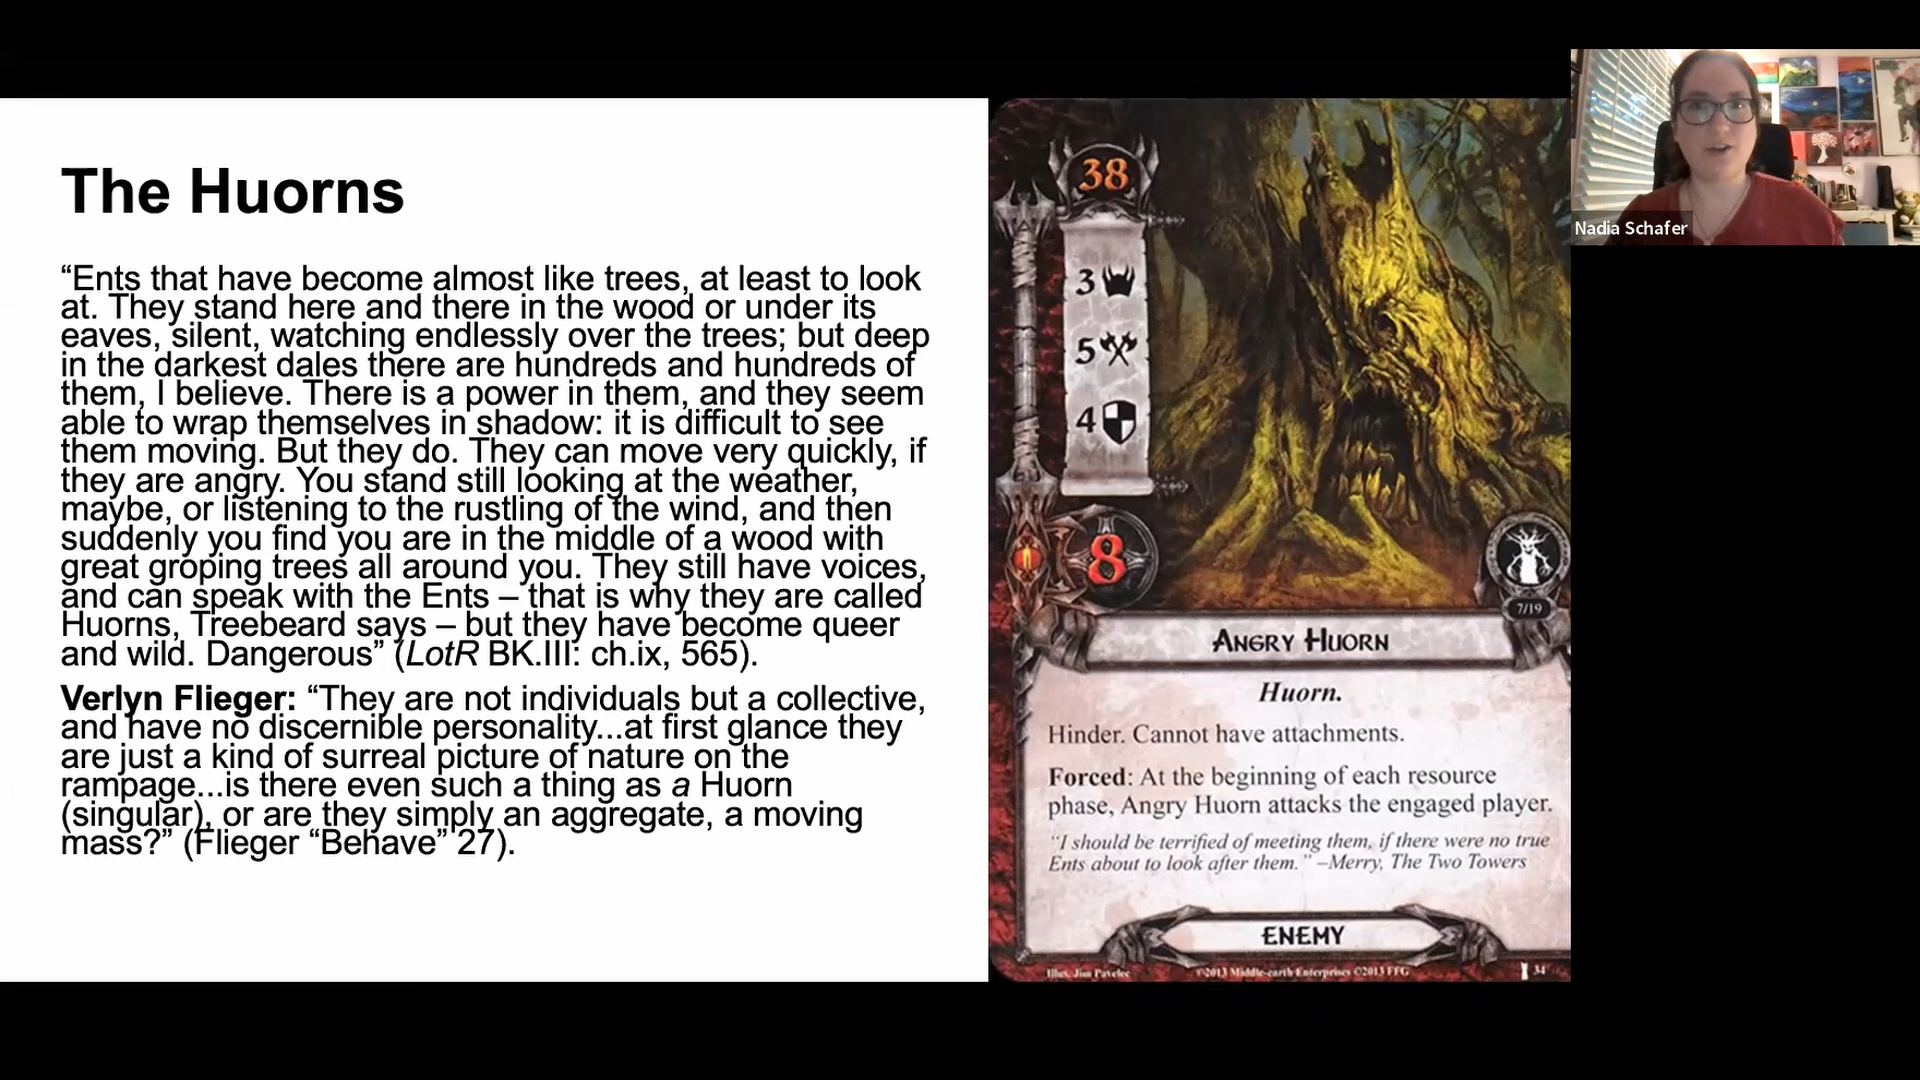 The Huorns
“Ents that have become almost like trees, at least to look
at. They stand here and there in the wood or under its
eaves, silent, watching endlessly over the trees; but deep
in the darkest dales there are hundreds and hundreds of
them, I believe. There is a power in them, and they seem
able to wrap themselves in shadow: it is difficult to see
them moving. But they do. They can move very quickly, if
they are angry. You stand still looking at the weather,
maybe, or listening to the rustling of the wind, and then
suddenly you find you are in the middle of a wood with
great groping trees all around you. They still have voices,
and can speak with the Ents – that is why they are called
Huorns, Treebeard says – but they have become queer
and wild. Dangerous” (LotR BK.III: ch.ix, 565).
Verlyn Flieger: “They are not individuals but a collective,
and have no discernible personality...at first glance they
are just a kind of surreal picture of nature on the
rampage...is there even such a thing as a Huorn
(singular), or are they simply an aggregate, a moving
mass?” (Flieger “Behave” 27).
38
3
5
4
8
7/19
Angry Huorn
Huorn.
Hinder. Cannot have attachments.
Forced: At the beginning of each resource
phase, Angry Huorn attacks the engaged player.
“I should be terrified of meeting them, if there were no true
Ents about to look after them.” –Merry, The Two Towers
ENEMY
Illus. Jim Pavelec
©2013 Middle-earth Enterprises ©2013 FFG
34
Nadia Schafer